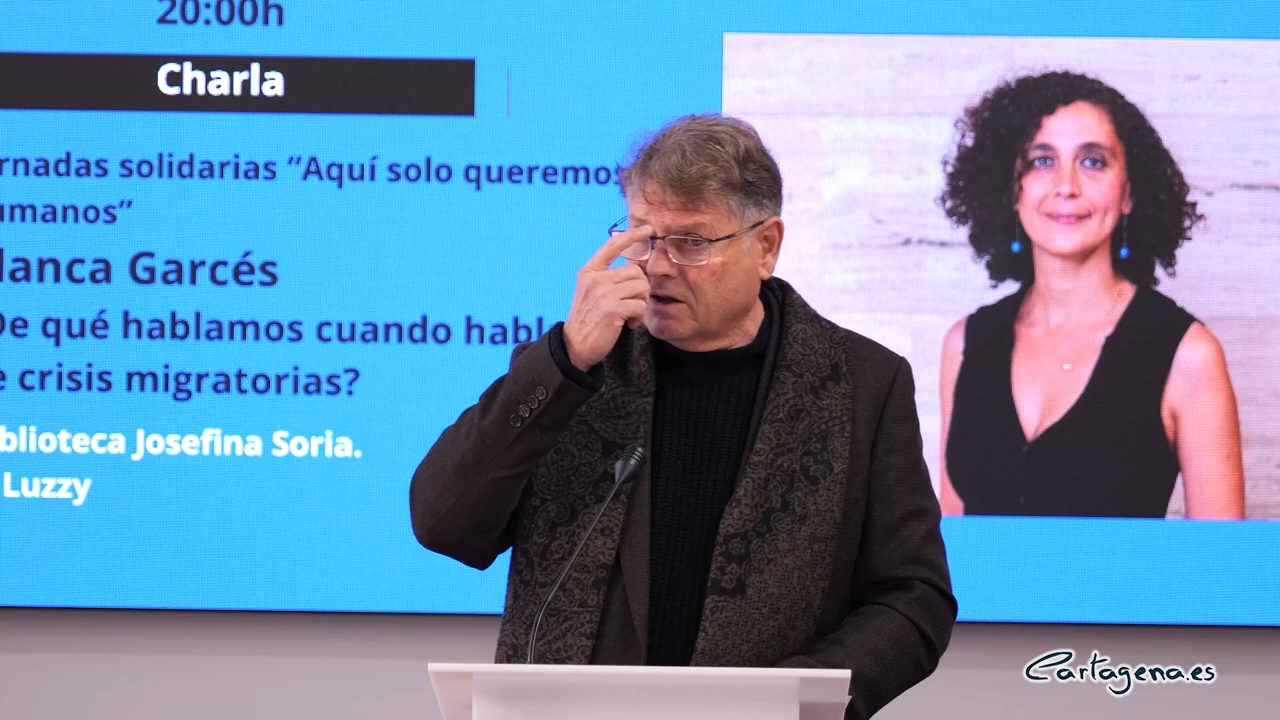 20:00h
Charla
rnadas solidarias “Aquí solo queremos
umanos”
lanca Garcés
De qué hablamos cuando habl
e crisis migratorias?
blioteca Josefina Soria.
Luzzy
Cartagena.es